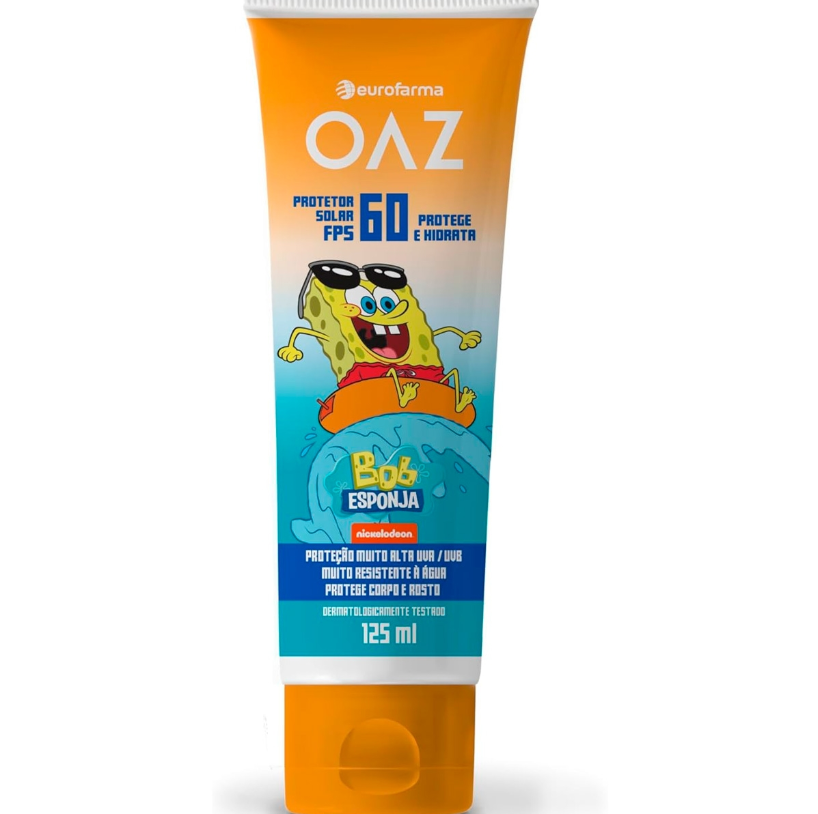 eurofarma
OAZ
PROTETOR
SOLAR
FPS 60
PROTEGE
E HIDRATA
Bob
ESPONJA
nickelodeon
PROTEÇÃO MUITO ALTA UVA / UVB
MUITO RESISTENTE À ÁGUA
PROTEGE CORPO E ROSTO
DERMATOLOGICAMENTE TESTADO
125 ml